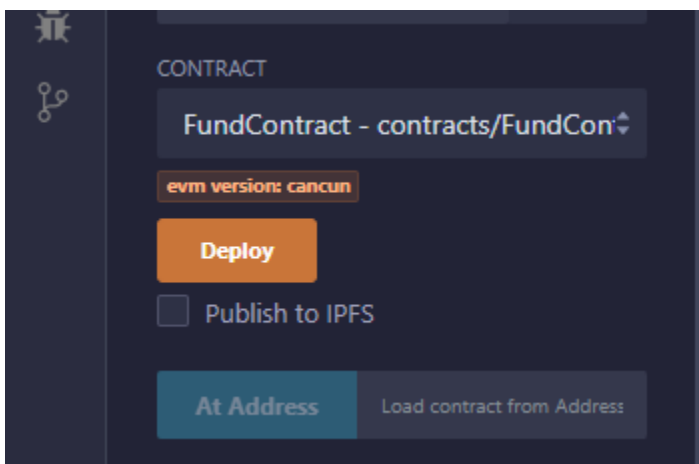 CONTRACT
FundContract - contracts/FundCon
evm version: cancun
Deploy
Publish to IPFS
At Address Load contract from Address